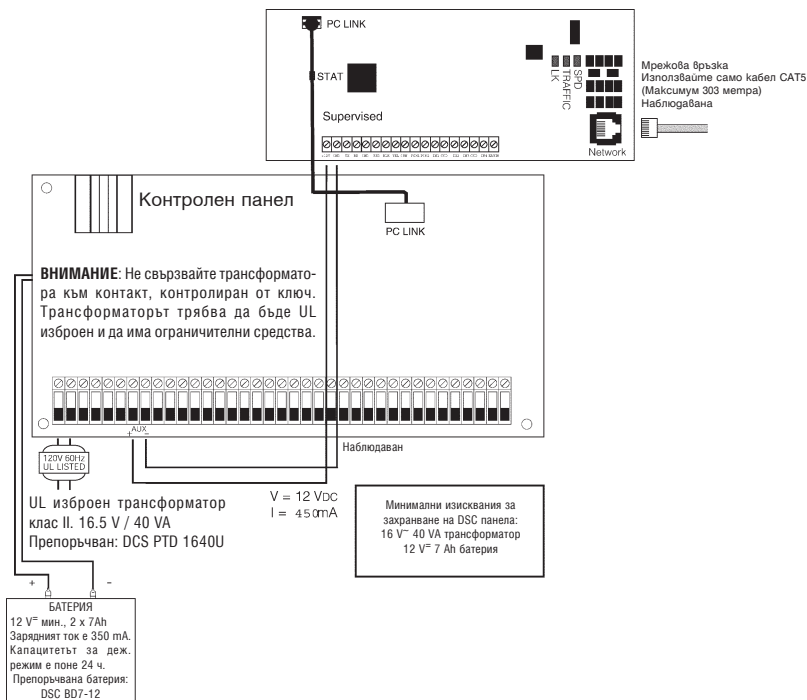 PC LINK
STAT
Supervised
LK
TRAFFIC
SPD
Network
Мрежова връзка
Използвайте само кабел CAT5
(Максимум 303 метра)
Наблюдавана
Контролен панел
PC LINK
ВНИМАНИЕ: Не свързвайте трансформато-
ра към контакт, контролиран от ключ.
Трансформаторът трябва да бъде UL
изброен и да има ограничителни средства.
+ AUX -
Наблюдаван
120V 60Hz
UL LISTED
UL изброен трансформатор
клас II. 16.5 V / 40 VA
Препоръчван: DCS PTD 1640U
V = 12 VDC
I = 450mA
Минимални изисквания за
захранване на DSC панела:
16 V~ 40 VA трансформатор
12 V= 7 Ah батерия
+ -
БАТЕРИЯ
12 V= мин., 2 x 7Ah
Зарядният ток е 350 mA.
Капацитетът за деж.
режим е поне 24 ч.
Препоръчвана батерия:
DSC BD7-12